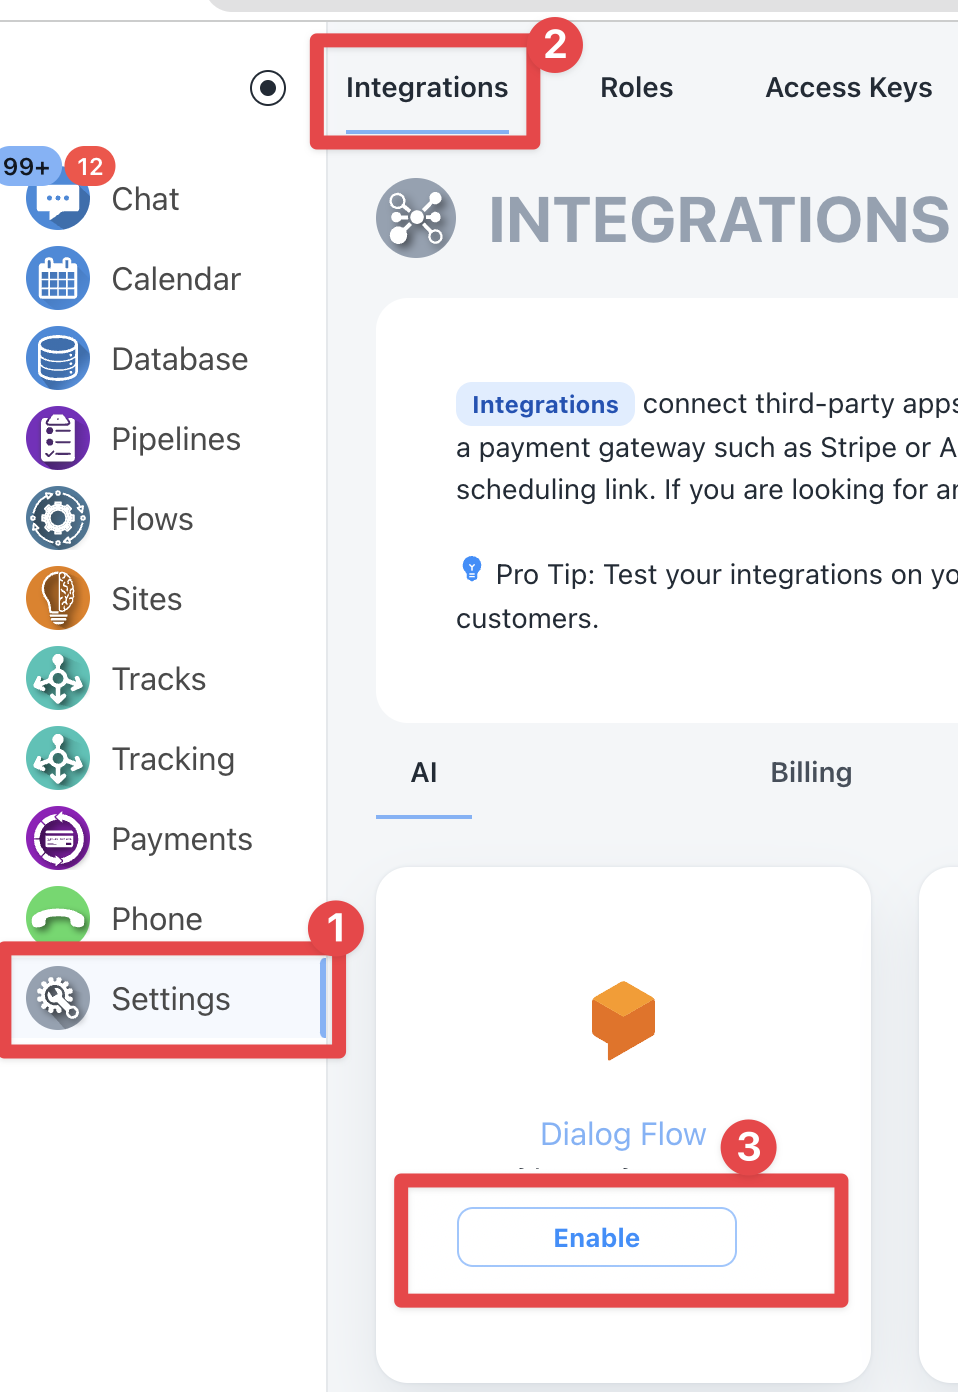 2
Integrations
Roles
Access Keys
99+
12
Chat
INTEGRATIONS
Calendar
Database
Integrations connect third-party apps
Pipelines
a payment gateway such as Stripe or A
scheduling link. If you are looking for an
Flows
Pro Tip: Test your integrations on yo
customers.
Sites
Tracks
Tracking
AI
Billing
Payments
Phone
1
Settings
Dialog Flow
3
Enable